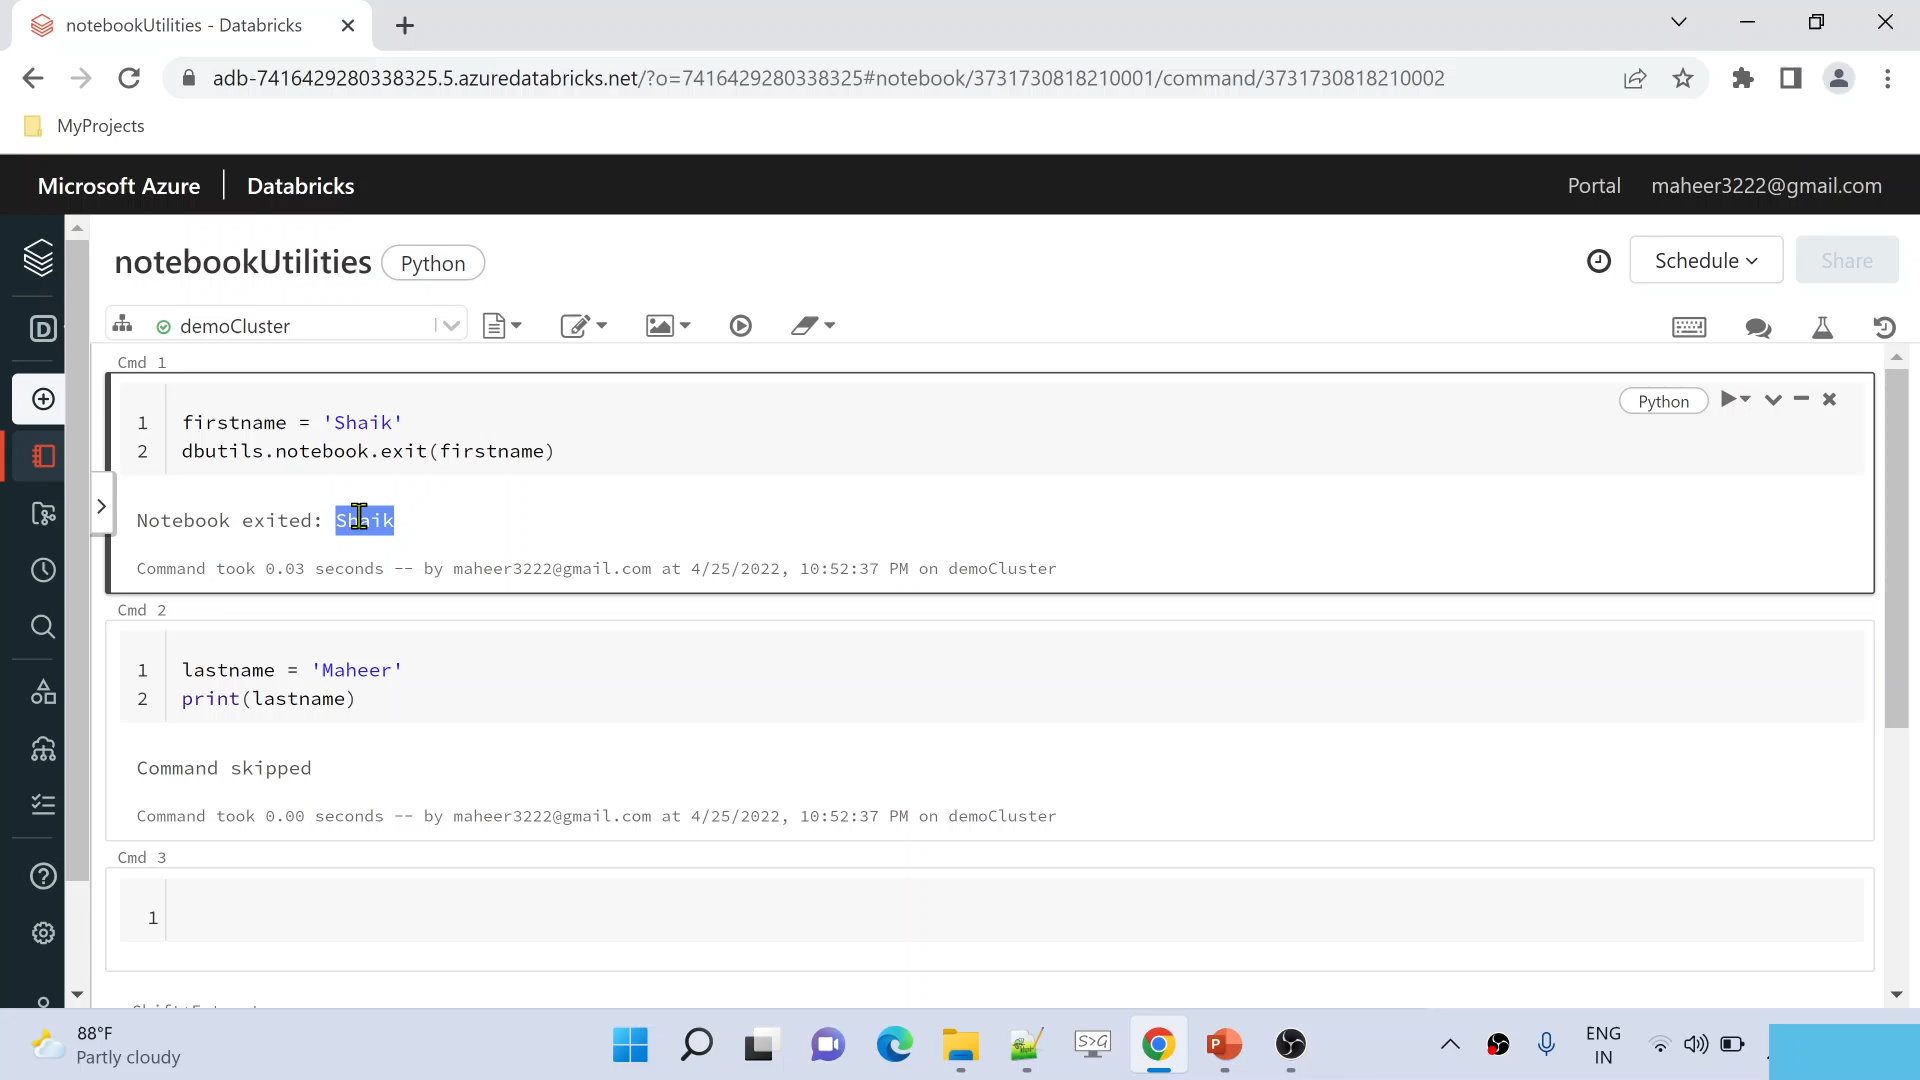 notebookUtilities - Databricks
adb-7416429280338325.5.azuredatabricks.net/?o=7416429280338325#notebook/3731730818210001/command/3731730818210002
MyProjects
Microsoft Azure Databricks Portal maheer3222@gmail.com
notebookUtilities Python Schedule Share
demoCluster
Cmd 1
1 firstname = 'Shaik' Python
2 dbutils.notebook.exit(firstname)
Notebook exited: Shaik
Command took 0.03 seconds -- by maheer3222@gmail.com at 4/25/2022, 10:52:37 PM on demoCluster
Cmd 2
1 lastname = 'Maheer'
2 print(lastname)
Command skipped
Command took 0.00 seconds -- by maheer3222@gmail.com at 4/25/2022, 10:52:37 PM on demoCluster
Cmd 3
1
88°F
Partly cloudy
S>G
ENG
IN